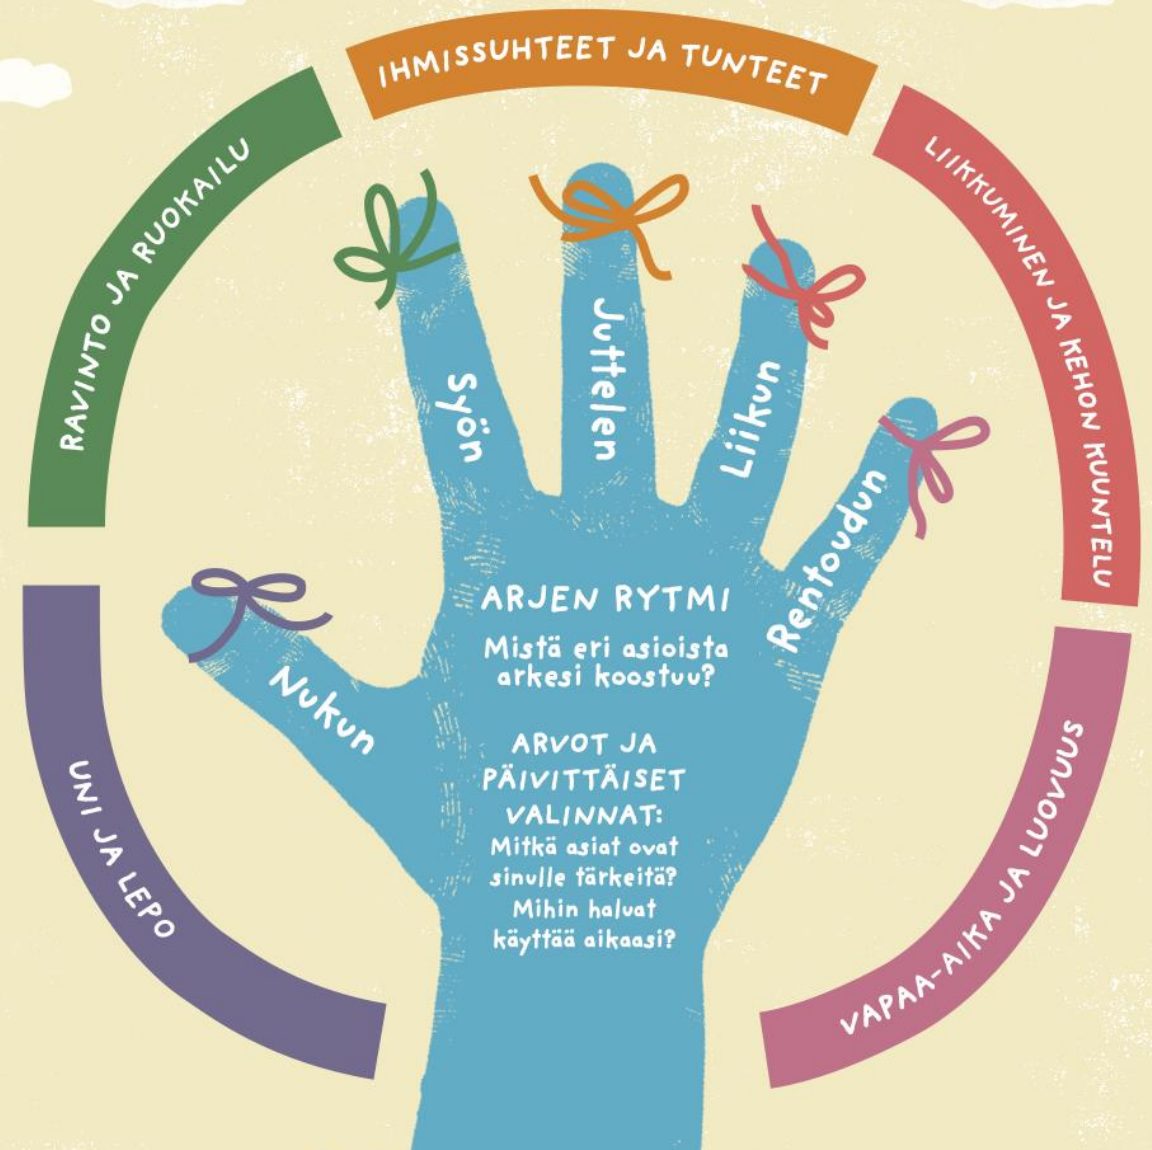 IHMISSUHTEET JA TUNTEET
RAVINTO JA RUOKAILU
LIIKKUMINEN JA KEHON KUUNTELU
UNI JA LEPO
VAPAA-AIKA JA LUOVUUS
Nukun
Syön
Juttelen
Liikun
Rentoudun
ARJEN RYTMI
Mistä eri asioista
arkesi koostuu?
ARVOT JA
PÄIVITTÄISET
VALINNAT:
Mitkä asiat ovat
sinulle tärkeitä?
Mihin haluat
käyttää aikaasi?